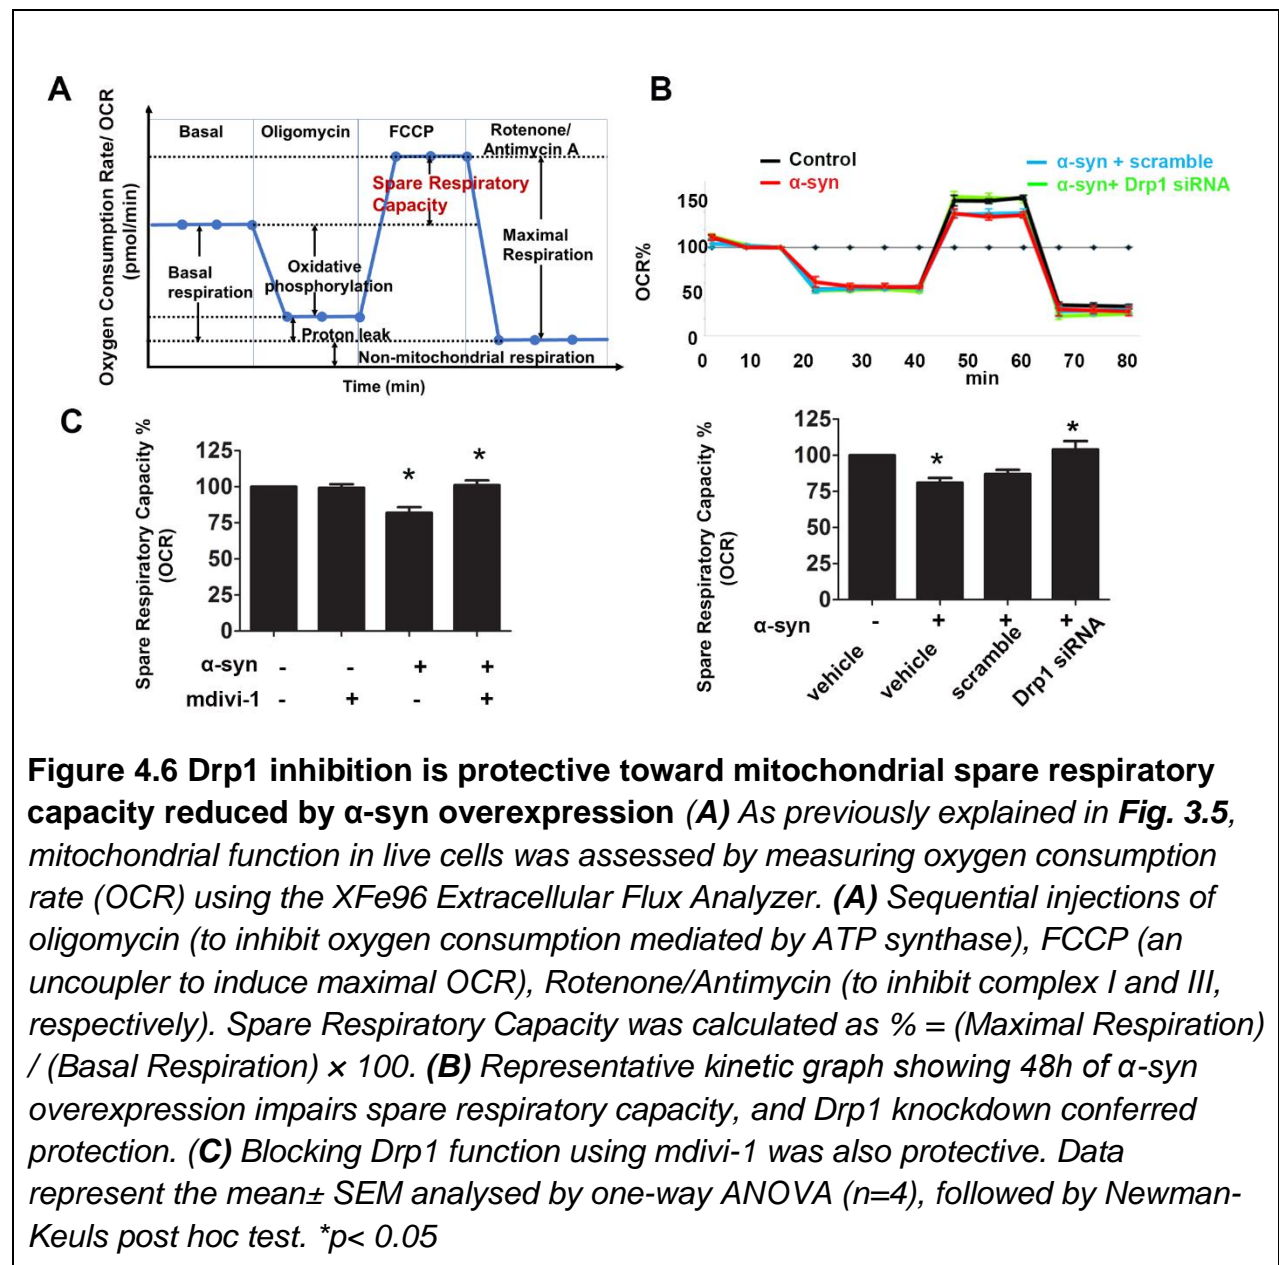 A
Oxygen Consumption Rate/ OCR
(pmol/min)
Basal
Oligomycin
FCCP
Rotenone/
Antimycin A
Spare Respiratory
Capacity
Maximal
Respiration
Basal
respiration
Oxidative
phosphorylation
Proton leak
Non-mitochondrial respiration
Time (min)
B
Control
α-syn
α-syn + scramble
α-syn+ Drp1 siRNA
OCR%
150
100
50
0
0 10 20 30 40 50 60 70 80
min
C
Spare Respiratory Capacity %
(OCR)
125
100
75
50
25
0
* *
α-syn - - + +
mdivi-1 - + - +
Spare Respiratory Capacity %
(OCR)
125
100
75
50
25
0
* *
α-syn - + + +
vehicle
vehicle
scramble
Drp1 siRNA
Figure 4.6 Drp1 inhibition is protective toward mitochondrial spare respiratory
capacity reduced by α-syn overexpression (A) As previously explained in Fig. 3.5,
mitochondrial function in live cells was assessed by measuring oxygen consumption
rate (OCR) using the XFe96 Extracellular Flux Analyzer. (A) Sequential injections of
oligomycin (to inhibit oxygen consumption mediated by ATP synthase), FCCP (an
uncoupler to induce maximal OCR), Rotenone/Antimycin (to inhibit complex I and III,
respectively). Spare Respiratory Capacity was calculated as % = (Maximal Respiration)
/ (Basal Respiration) × 100. (B) Representative kinetic graph showing 48h of α-syn
overexpression impairs spare respiratory capacity, and Drp1 knockdown conferred
protection. (C) Blocking Drp1 function using mdivi-1 was also protective. Data
represent the mean± SEM analysed by one-way ANOVA (n=4), followed by Newman-
Keuls post hoc test. *p< 0.05